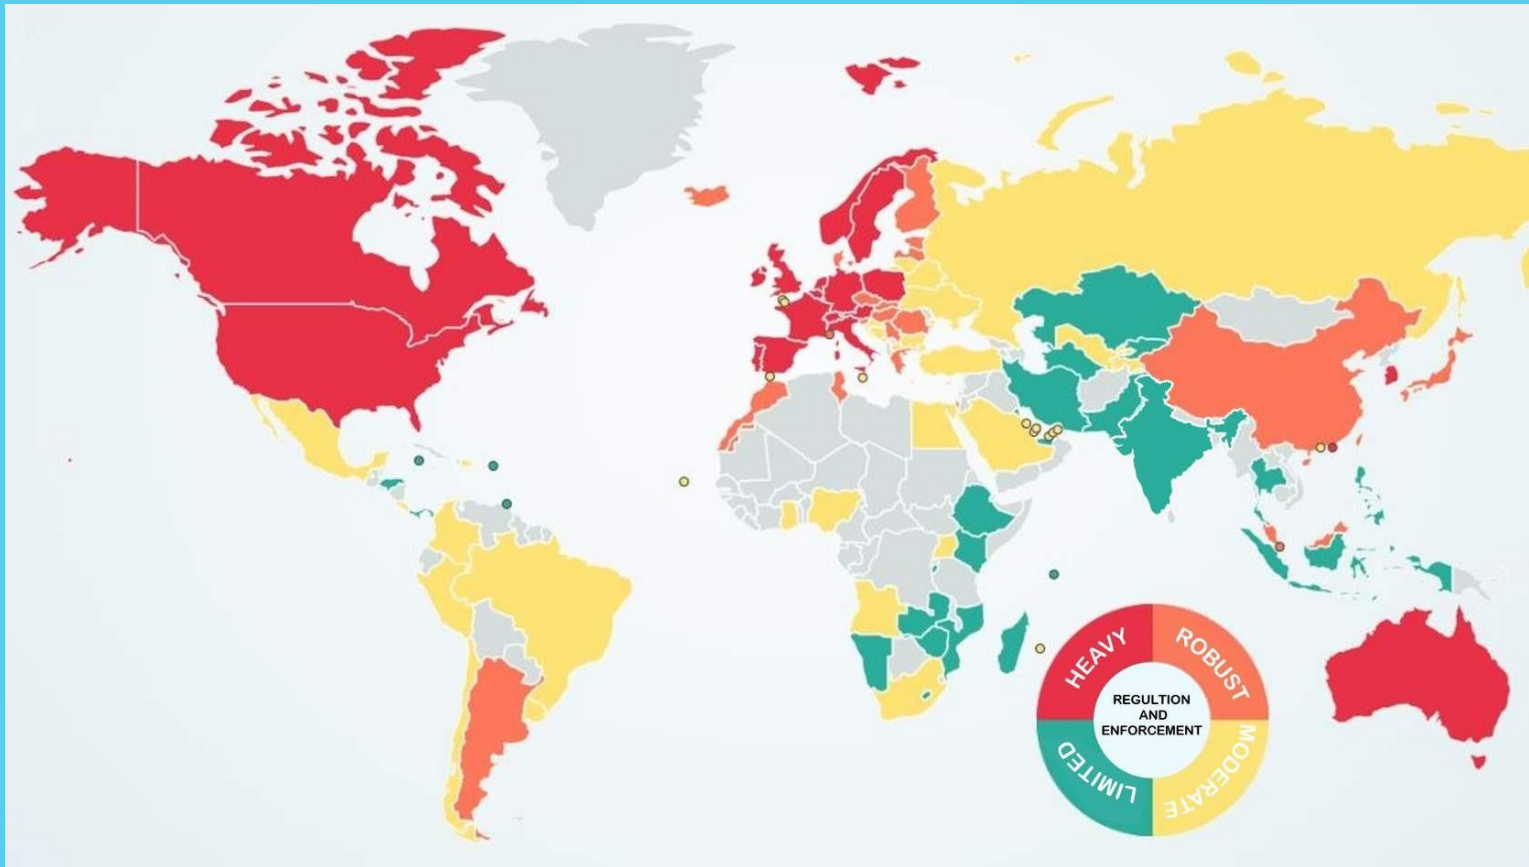 HEAVY
ROBUST
REGULTION
AND
ENFORCEMENT
LIMITED
MODERATE